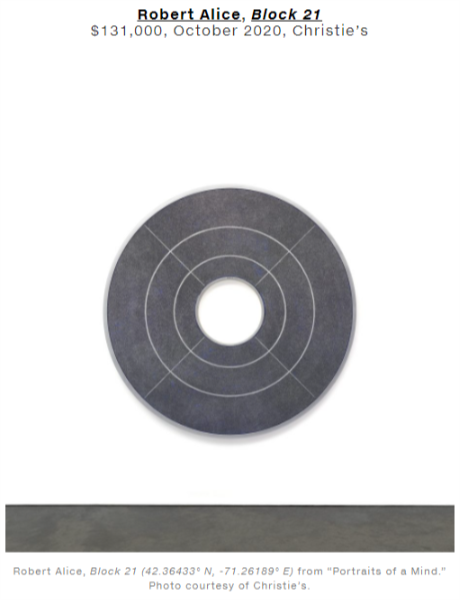 Robert Alice, Block 21
$131,000, October 2020, Christie's
Robert Alice, Block 21 (42.36433° N, -71.26189° E) from "Portraits of a Mind."
Photo courtesy of Christie's.